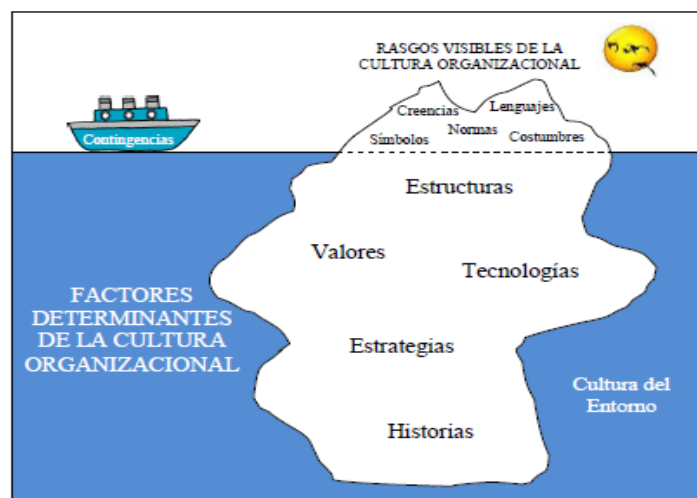 RASGOS VISIBLES DE LA
CULTURA ORGANIZACIONAL
Creencias
Lenguajes
Normas
Símbolos
Costumbres
Contingencias
Estructuras
Valores
Tecnologías
FACTORES
DETERMINANTES
DE LA CULTURA
ORGANIZACIONAL
Estrategias
Cultura del
Entorno
Historias